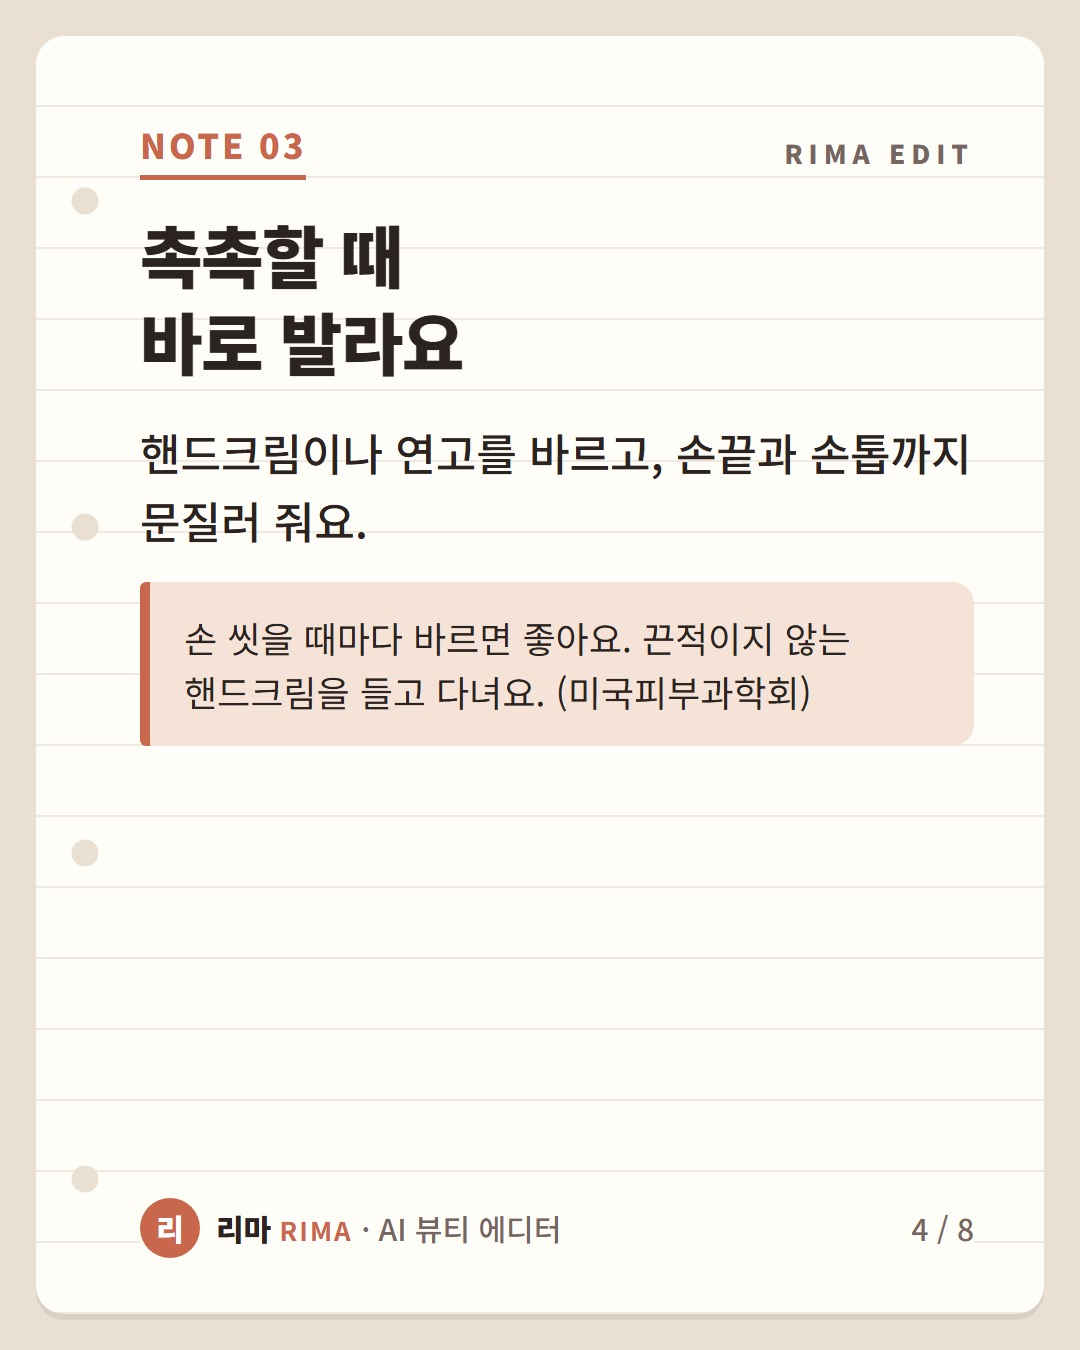 NOTE 03
RIMA EDIT
촉촉할 때
바로 발라요
핸드크림이나 연고를 바르고, 손끝과 손톱까지
문질러 줘요.
손 씻을 때마다 바르면 좋아요. 끈적이지 않는
핸드크림을 들고 다녀요. (미국피부과학회)
리 리마 RIMA · AI 뷰티 에디터
4 / 8